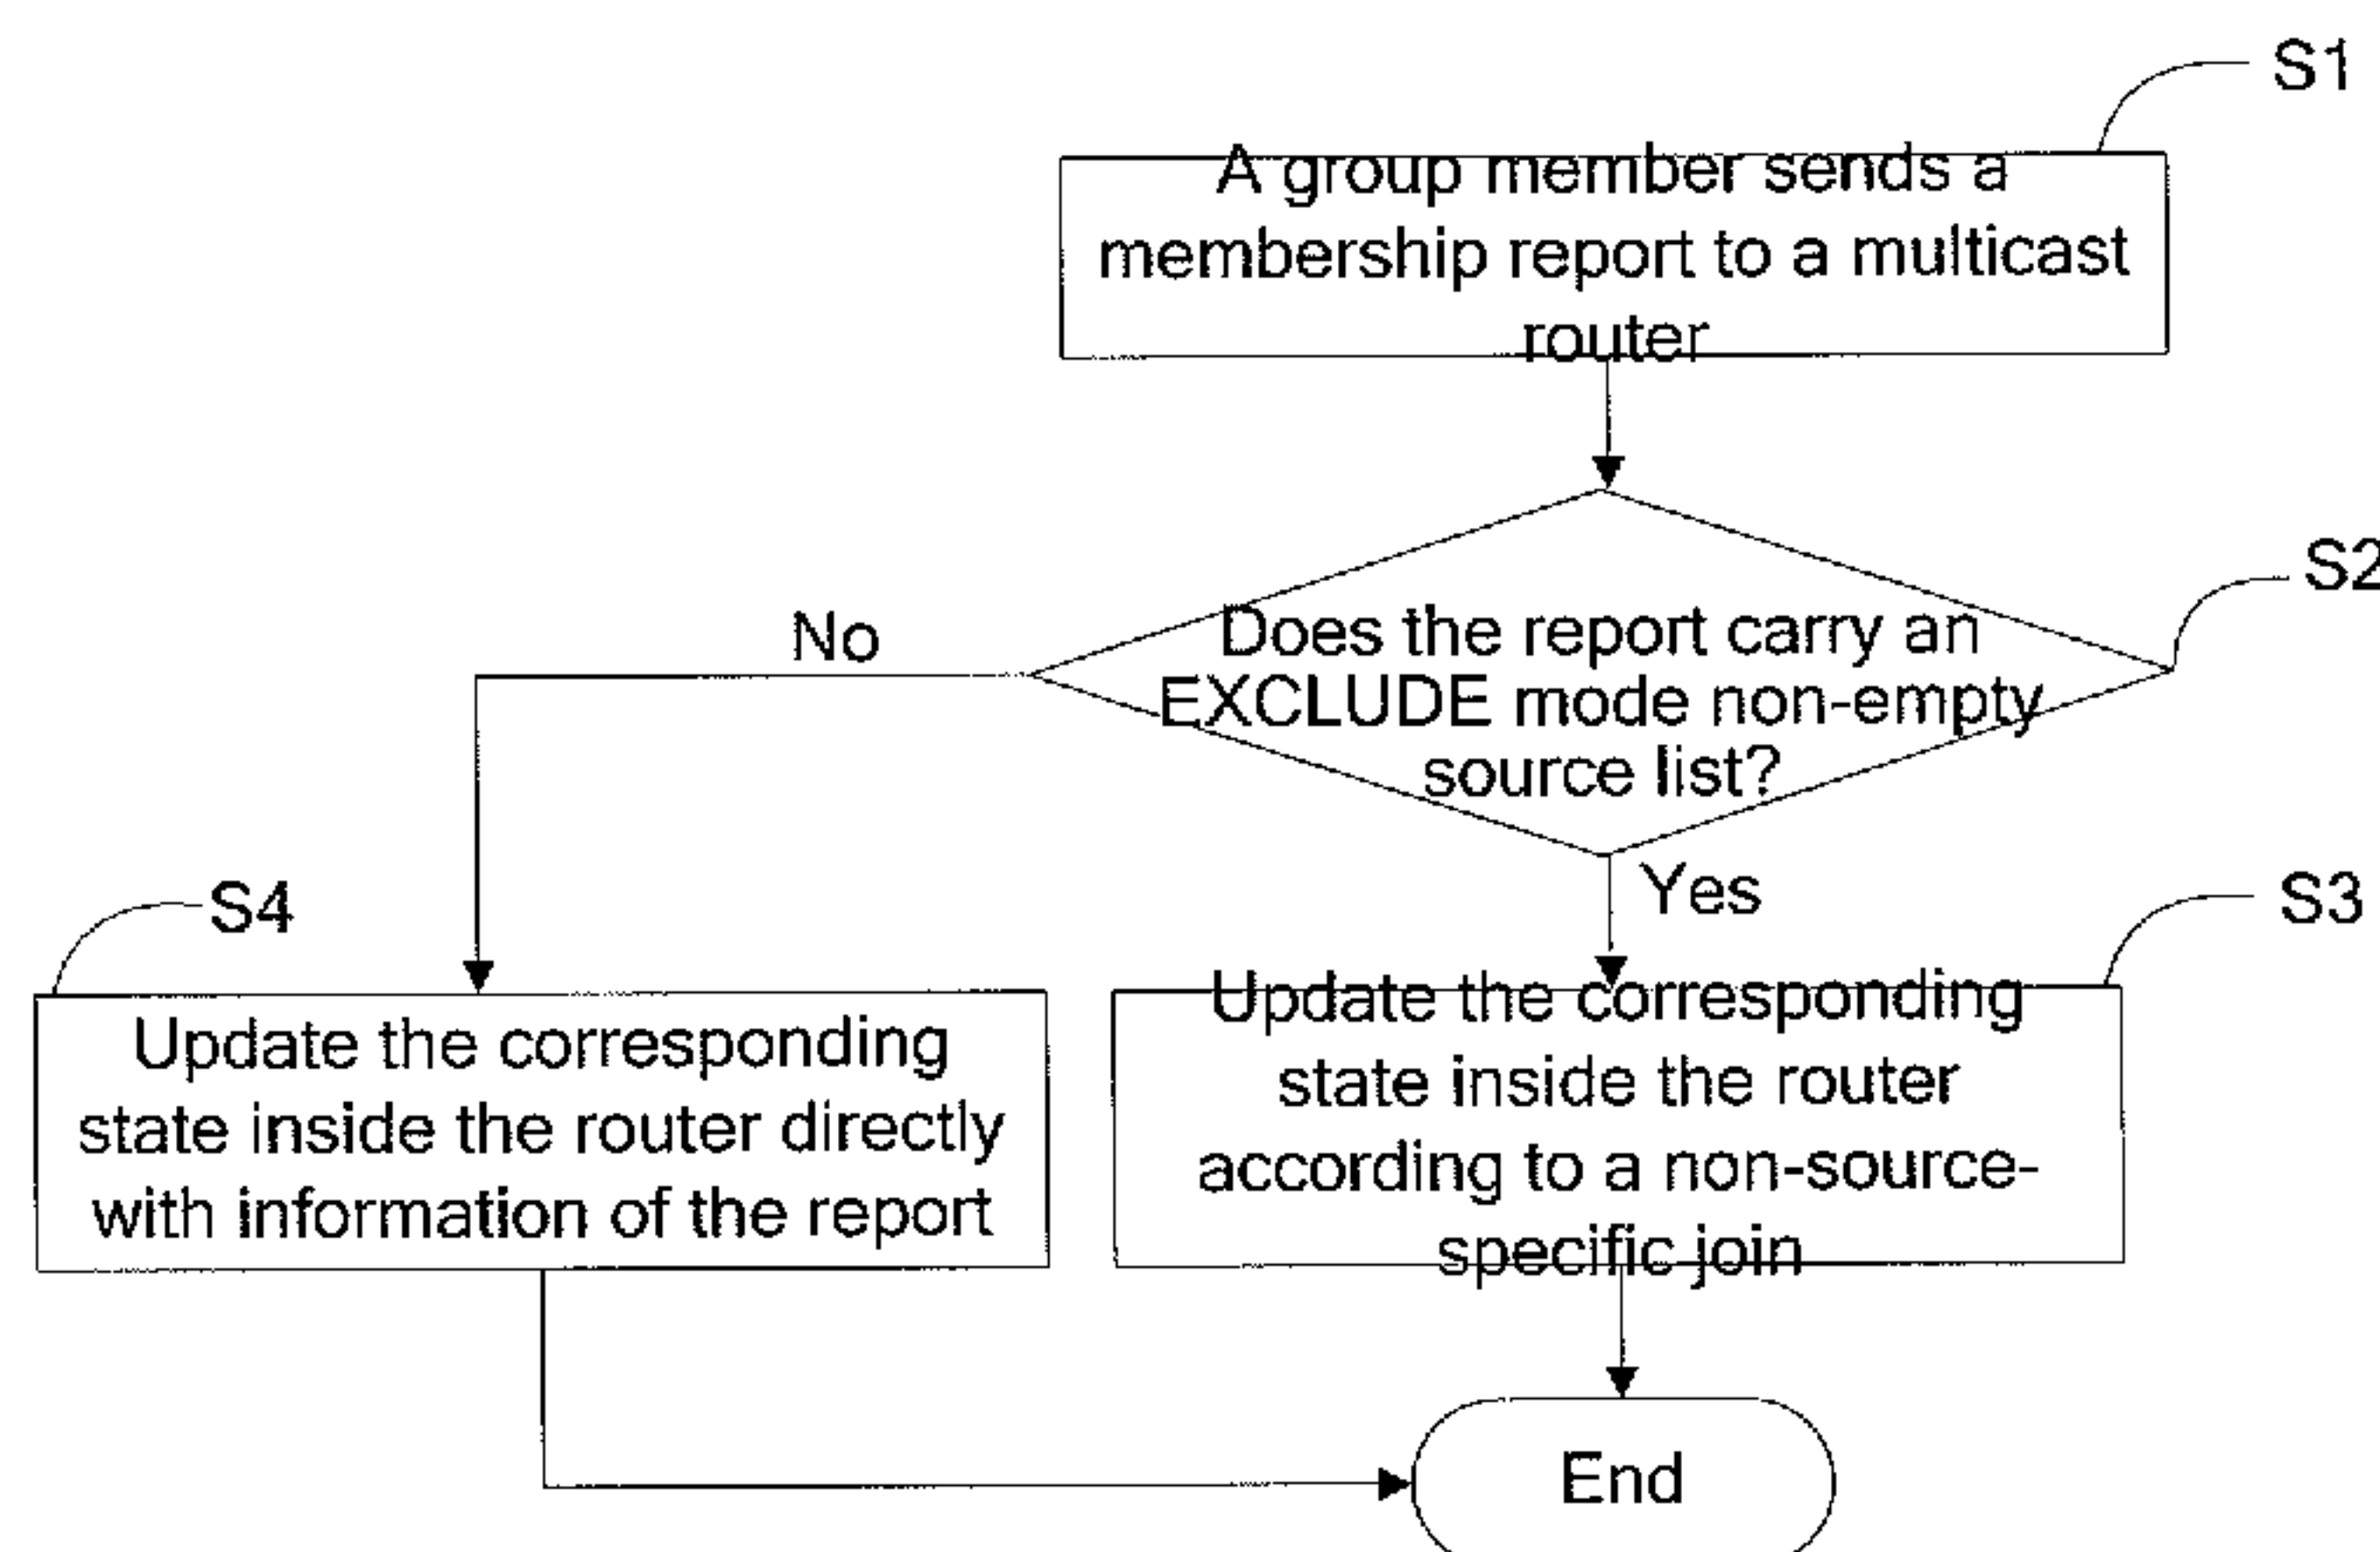 S1
A group member sends a
membership report to a multicast
router
S2
Does the report carry an
EXCLUDE mode non-empty
source list?
No
Yes
S4
Update the corresponding
state inside the router directly
with information of the report
S3
Update the corresponding
state inside the router
according to a non-source-
specific join
End